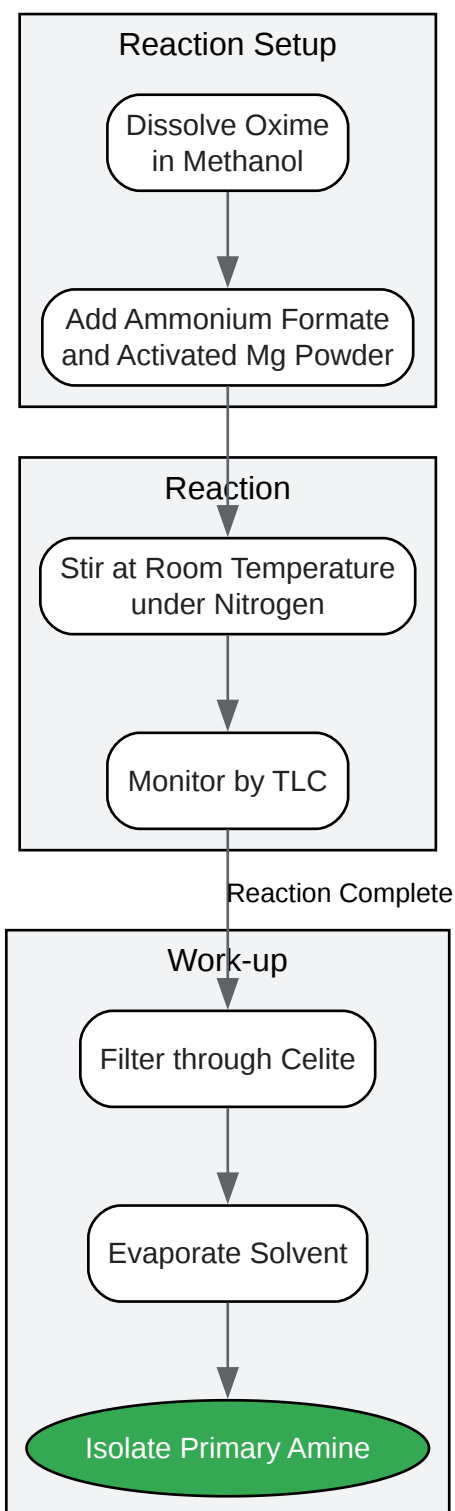 Reaction Setup
Dissolve Oxime
in Methanol
Add Ammonium Formate
and Activated Mg Powder
Reaction
Stir at Room Temperature
under Nitrogen
Monitor by TLC
Reaction Complete
Work-up
Filter through Celite
Evaporate Solvent
Isolate Primary Amine